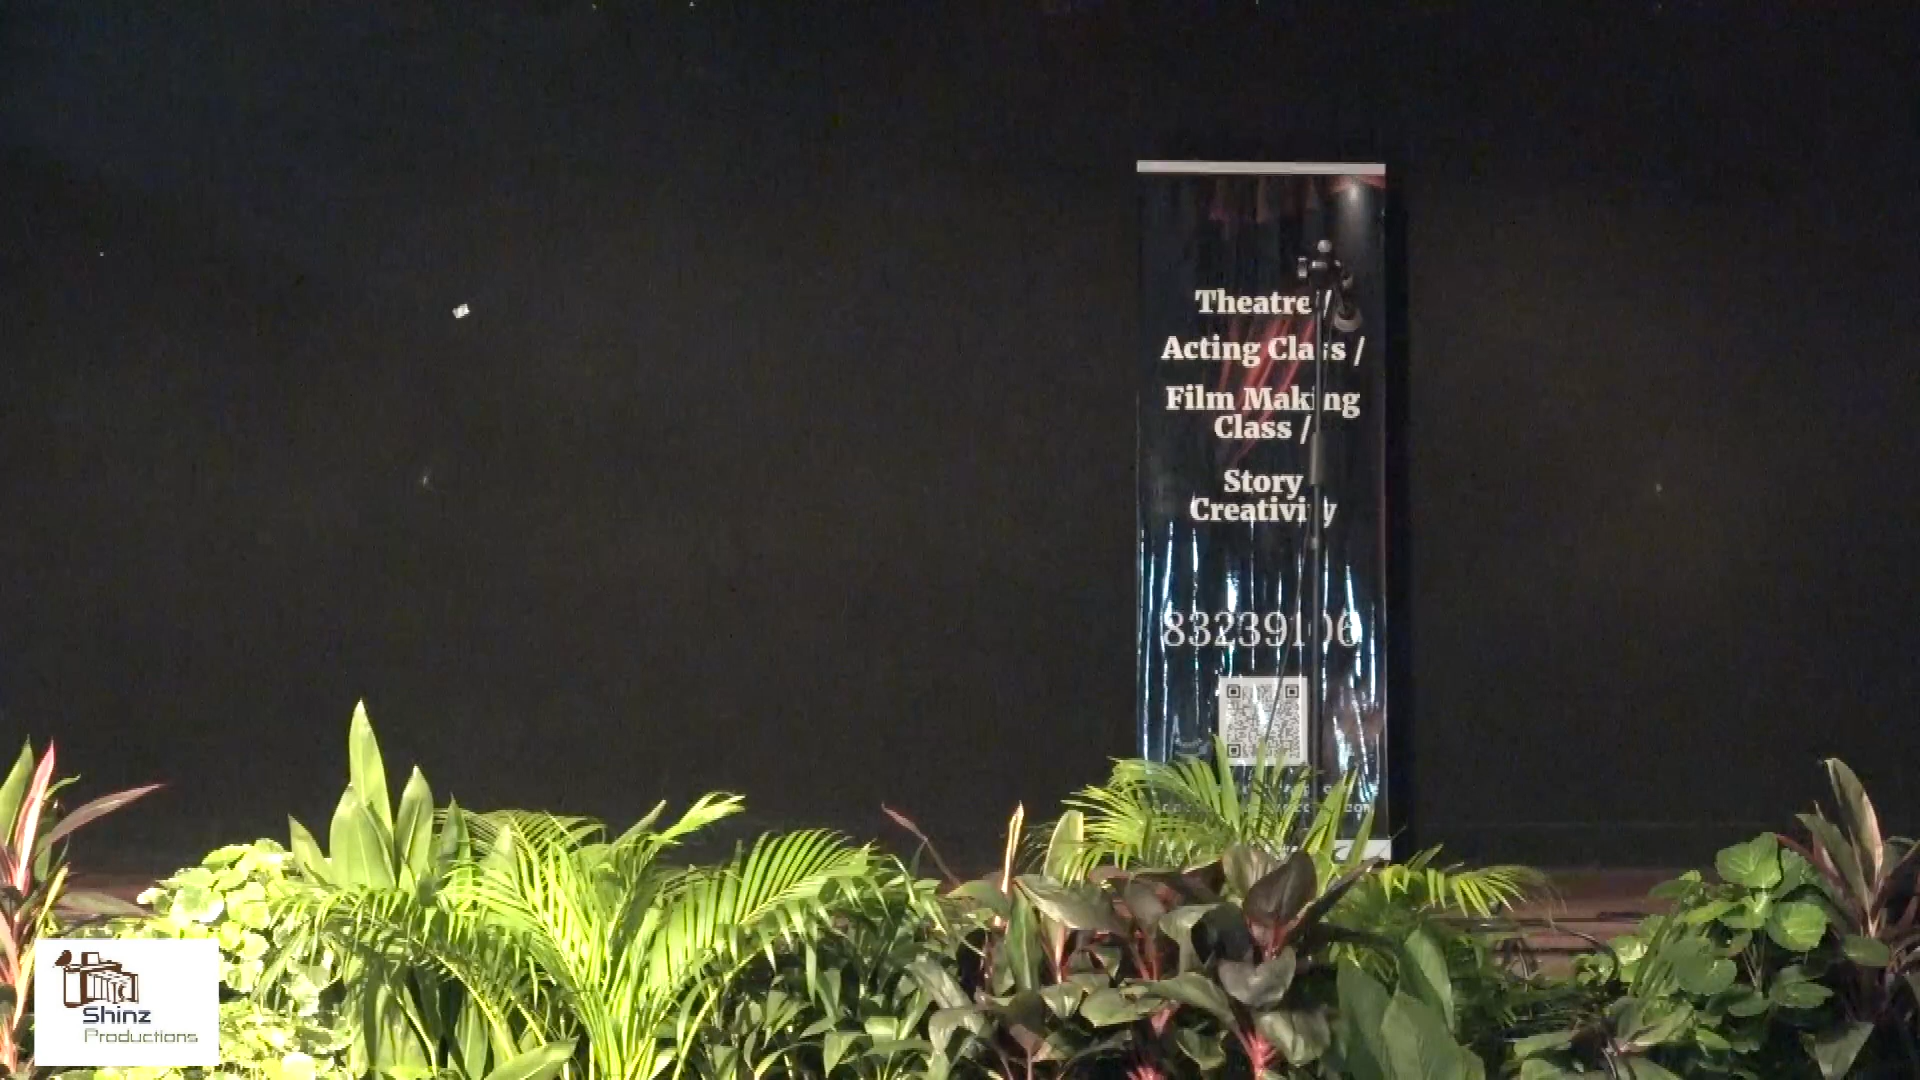 Theatre /
Acting Class /
Film Making
Class /
Story
Creativity
83239106
Shinz
Productions